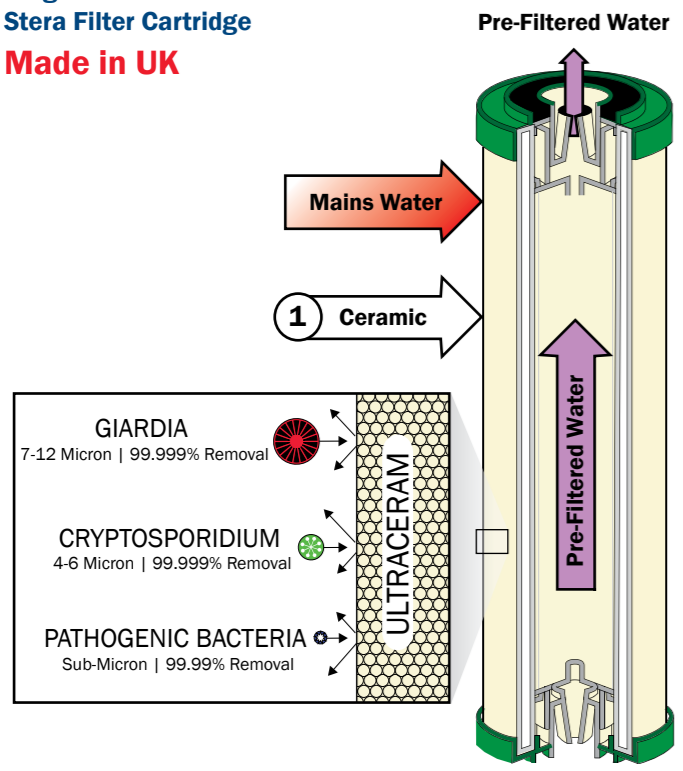 Stera Filter Cartridge
Made in UK
Pre-Filtered Water
Mains Water
1 Ceramic
GIARDIA
7-12 Micron | 99.999% Removal
CRYPTOSPORIDIUM
4-6 Micron | 99.999% Removal
PATHOGENIC BACTERIA
Sub-Micron | 99.99% Removal
ULTRACERAM
Pre-Filtered Water